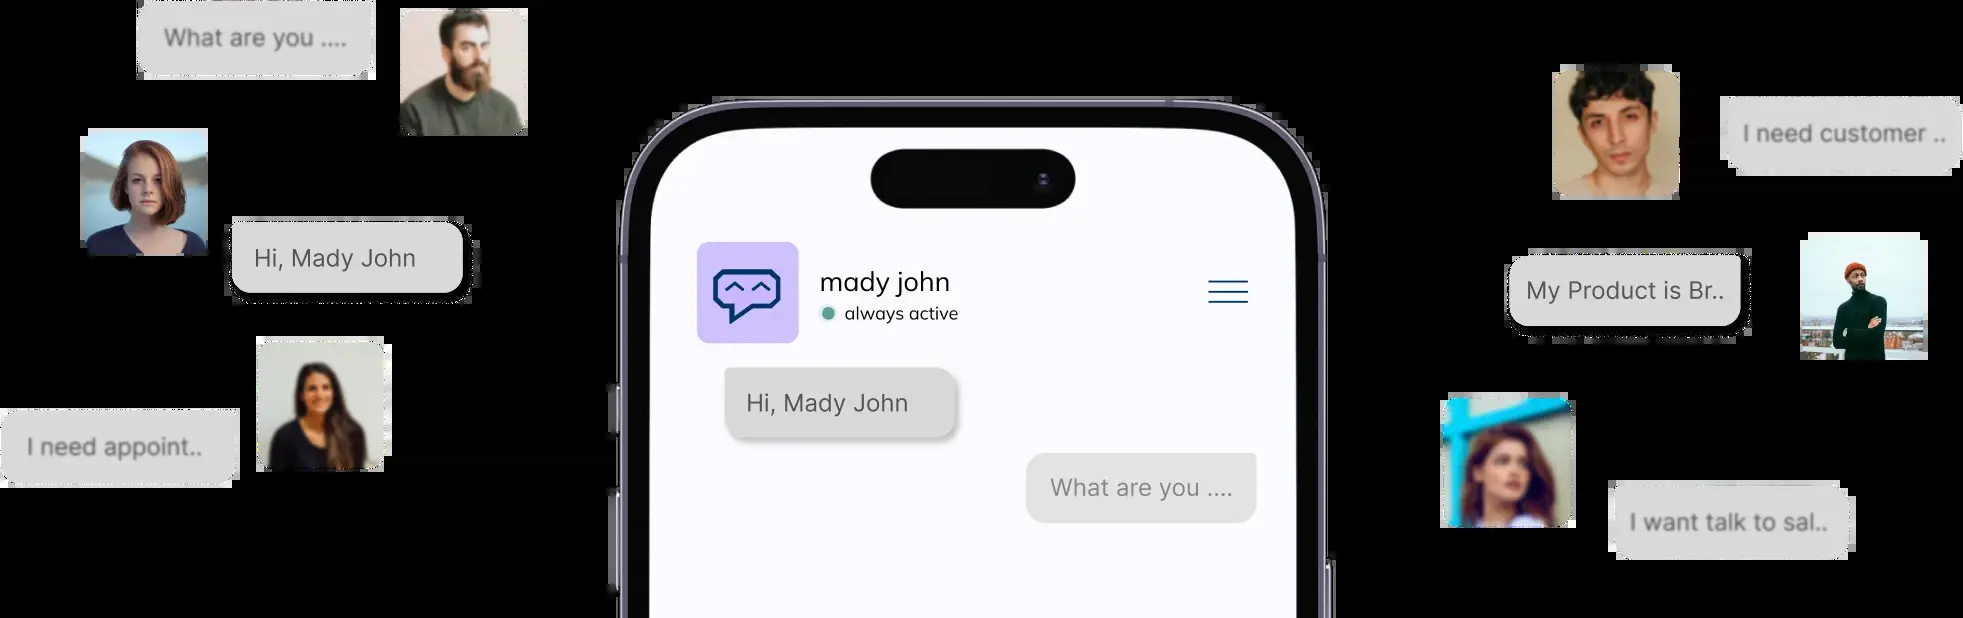 What are you ....
Hi, Mady John
I need appoint..
mady john
always active
Hi, Mady John
What are you ....
I need customer ..
My Product is Br..
I want talk to sal..